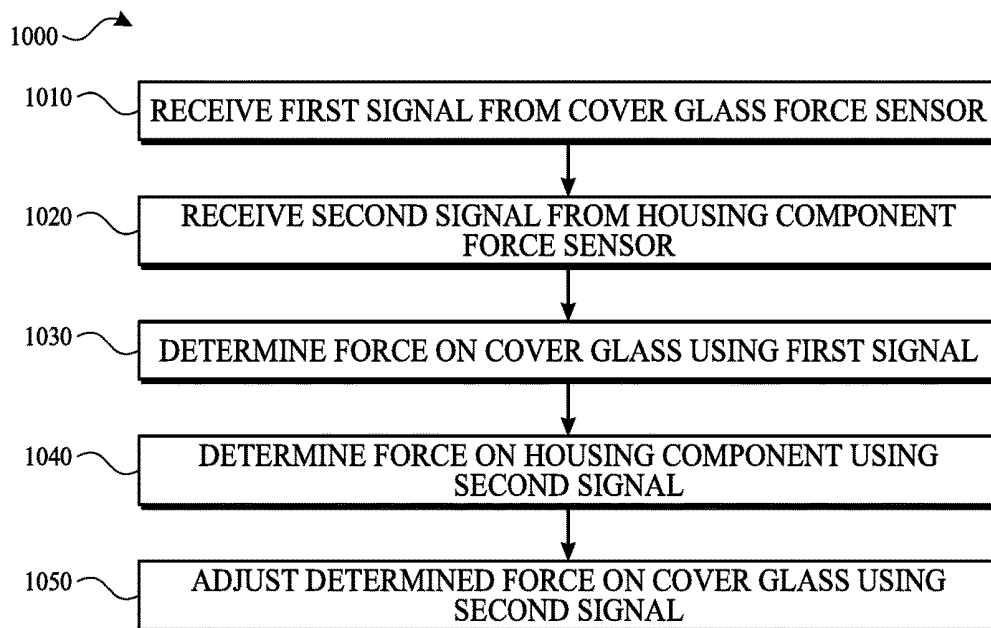 1000
1010
RECEIVE FIRST SIGNAL FROM COVER GLASS FORCE SENSOR
1020
RECEIVE SECOND SIGNAL FROM HOUSING COMPONENT
FORCE SENSOR
1030
DETERMINE FORCE ON COVER GLASS USING FIRST SIGNAL
1040
DETERMINE FORCE ON HOUSING COMPONENT USING
SECOND SIGNAL
1050
ADJUST DETERMINED FORCE ON COVER GLASS USING
SECOND SIGNAL